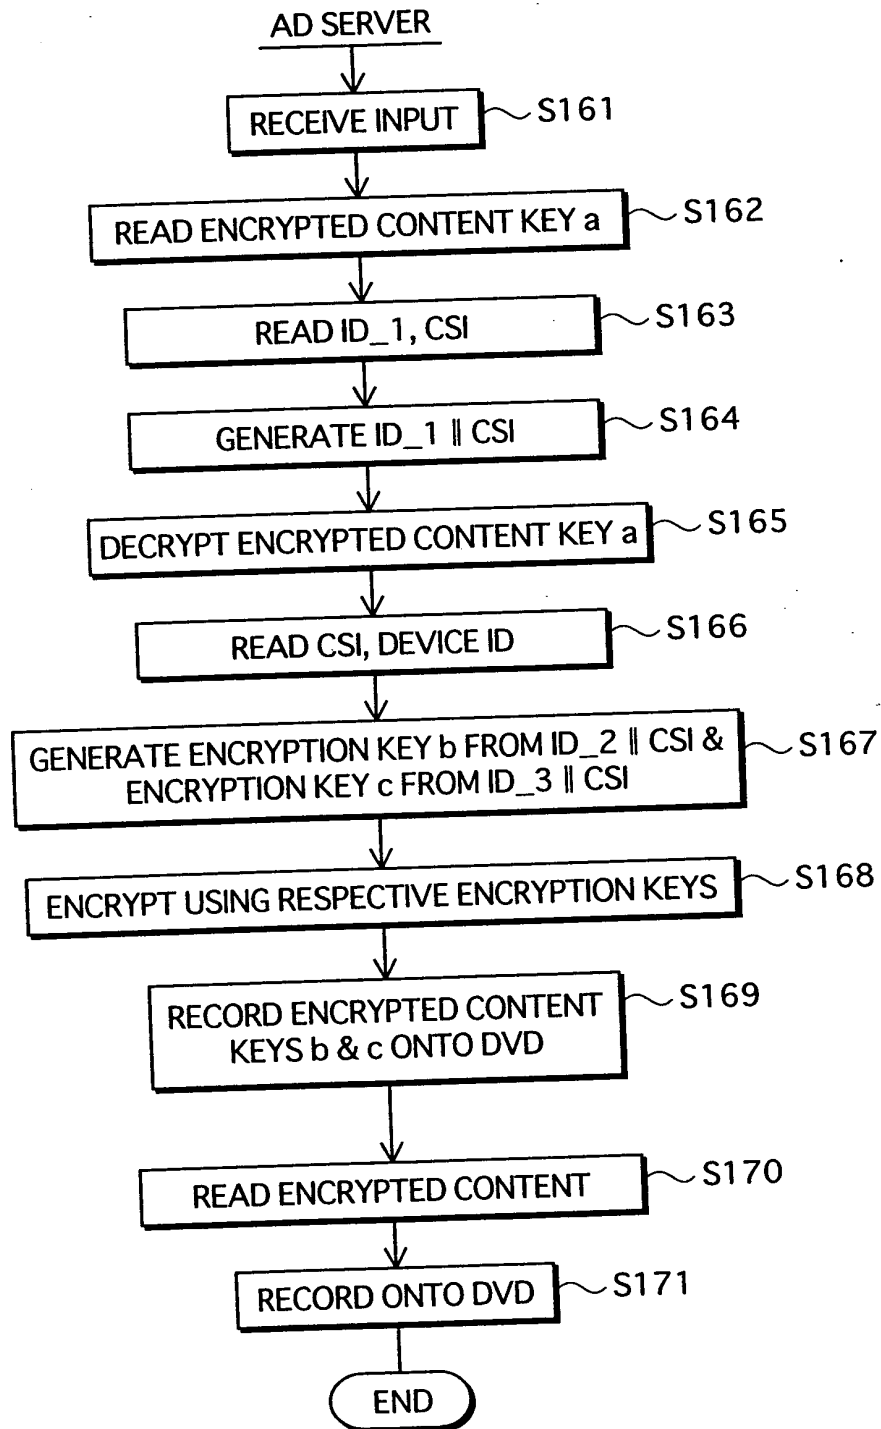 AD SERVER
RECEIVE INPUT
S161
READ ENCRYPTED CONTENT KEY a
S162
READ ID_1, CSI
S163
GENERATE ID_1 || CSI
S164
DECRYPT ENCRYPTED CONTENT KEY a
S165
READ CSI, DEVICE ID
S166
GENERATE ENCRYPTION KEY b FROM ID_2 || CSI &
ENCRYPTION KEY c FROM ID_3 || CSI
S167
ENCRYPT USING RESPECTIVE ENCRYPTION KEYS
S168
RECORD ENCRYPTED CONTENT
KEYS b & c ONTO DVD
S169
READ ENCRYPTED CONTENT
S170
RECORD ONTO DVD
S171
END